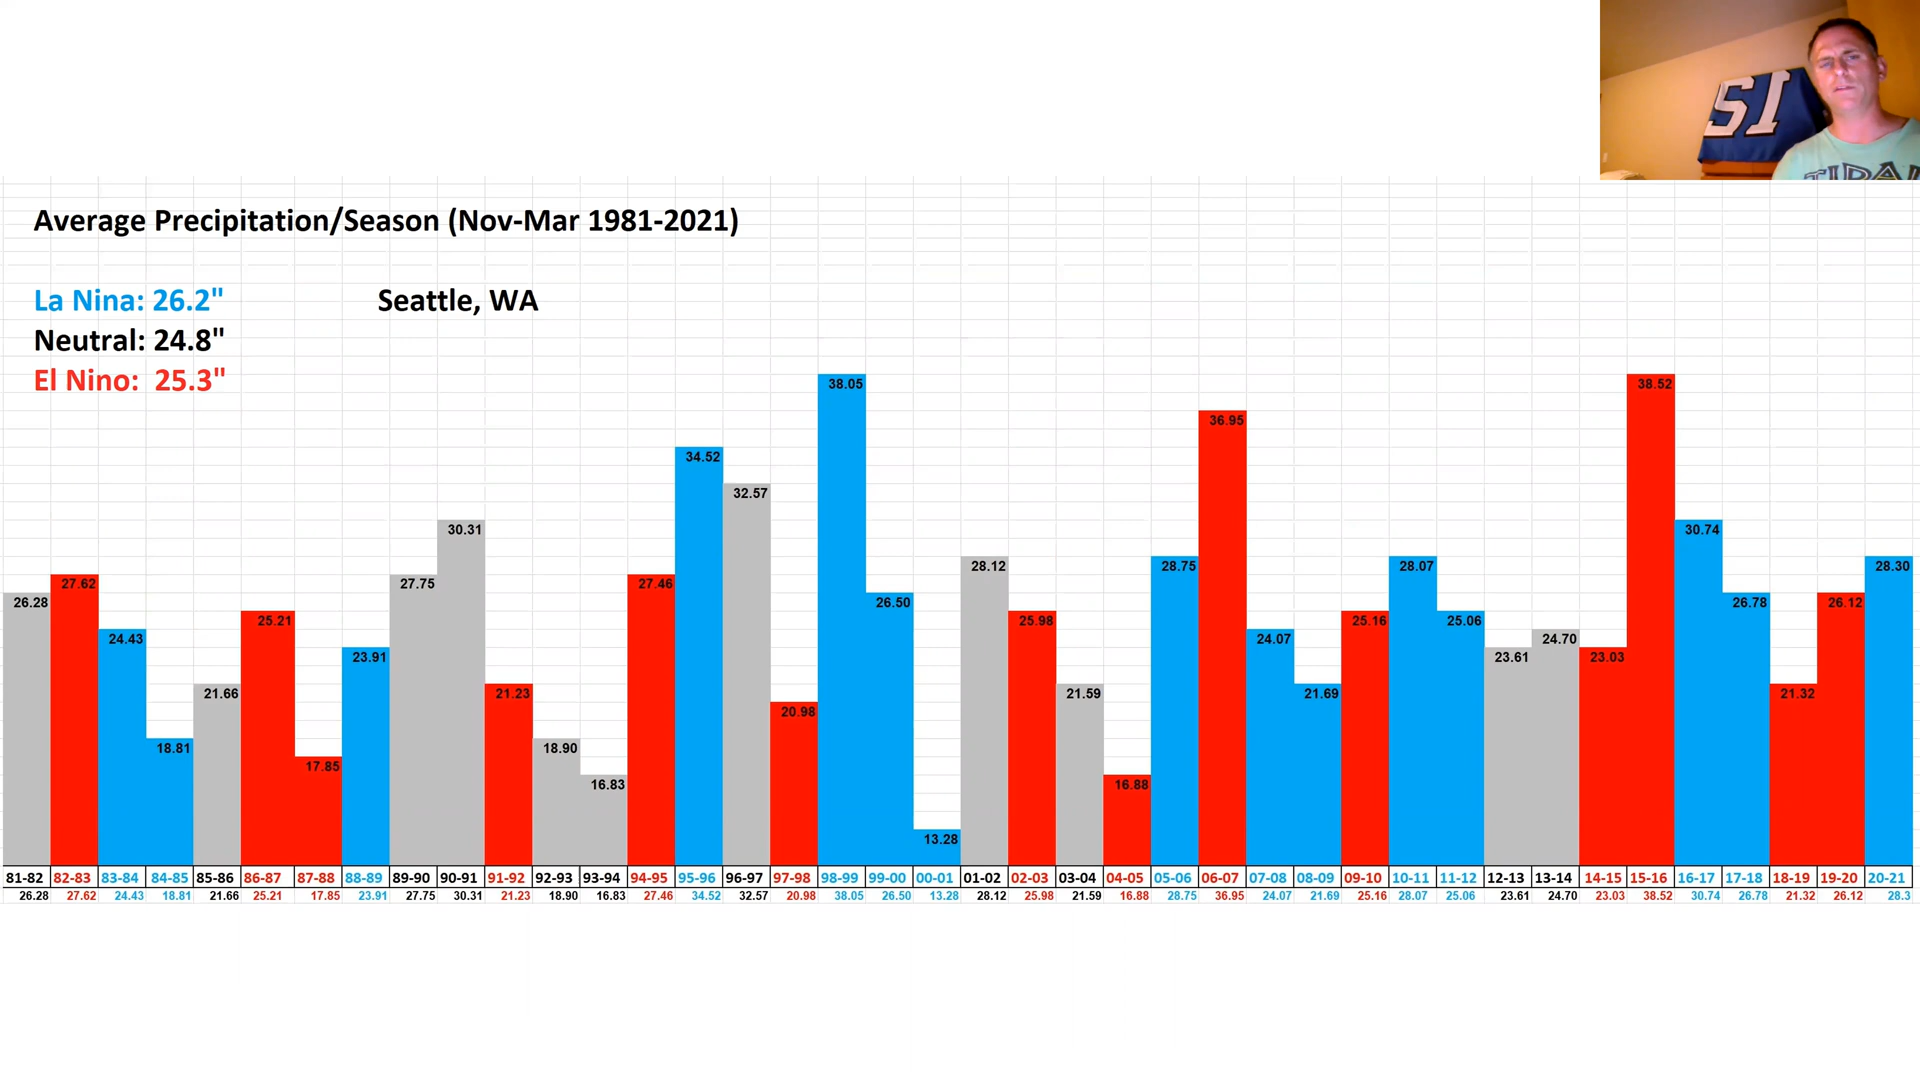 SI
TIDAL
Average Precipitation/Season (Nov-Mar 1981-2021)
La Nina: 26.2" Seattle, WA
Neutral: 24.8"
El Nino: 25.3"
26.28 27.62 24.43 18.81 21.66 25.21 17.85 23.91 27.75 30.31 21.23 18.90 16.83 27.46 34.52 32.57 20.98 38.05 26.50 13.28 28.12 25.98 21.59 16.88 28.75 36.95 24.07 21.69 25.16 28.07 25.06 23.61 24.70 23.03 38.52 30.74 26.78 21.32 26.12 28.30
81-82 82-83 83-84 84-85 85-86 86-87 87-88 88-89 89-90 90-91 91-92 92-93 93-94 94-95 95-96 96-97 97-98 98-99 99-00 00-01 01-02 02-03 03-04 04-05 05-06 06-07 07-08 08-09 09-10 10-11 11-12 12-13 13-14 14-15 15-16 16-17 17-18 18-19 19-20 20-21
26.28 27.62 24.43 18.81 21.66 25.21 17.85 23.91 27.75 30.31 21.23 18.90 16.83 27.46 34.52 32.57 20.98 38.05 26.50 13.28 28.12 25.98 21.59 16.88 28.75 36.95 24.07 21.69 25.16 28.07 25.06 23.61 24.70 23.03 38.52 30.74 26.78 21.32 26.12 28.3